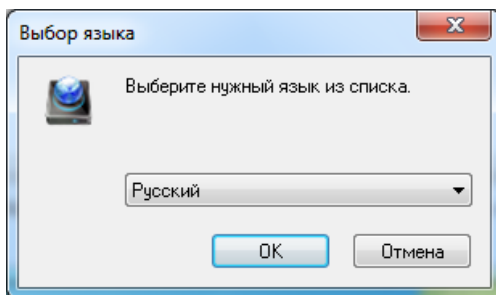 Выбор языка
Выберите нужный язык из списка.
Русский
OK
Отмена